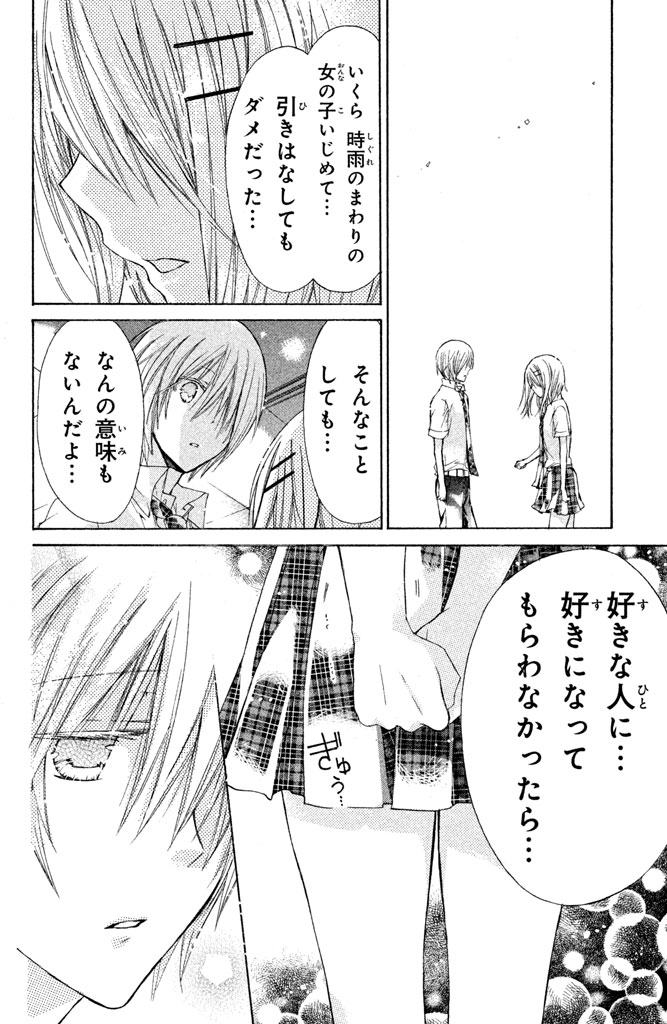 いくら時雨のまわりの
女の子いじめて…
引きはなしても
ダメだった…
そんなこと
しても…
なんの意味も
ないんだよ…
好きな人に…
好きになって
もらわなかったら…
ぎゅう…